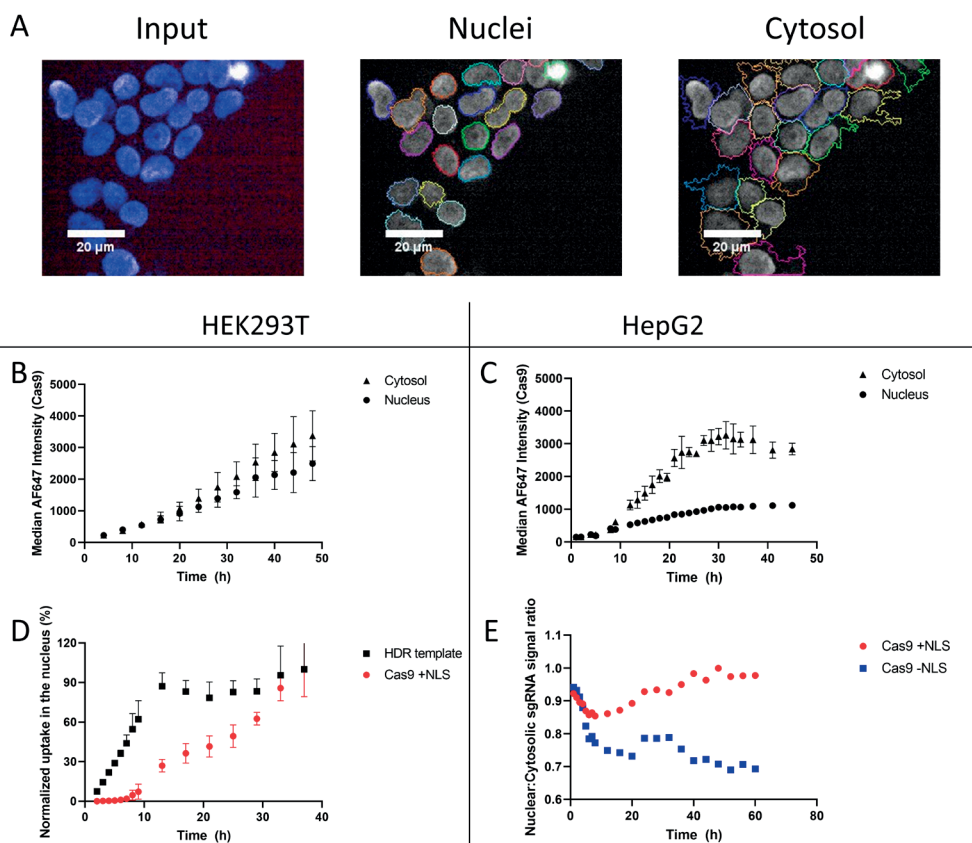 A
Input
Nuclei
Cytosol
20 µm
20 µm
20 µm
HEK293T
HepG2
B
Median AF647 Intensity (Cas9)
5000
4000
3000
2000
1000
0
0
10
20
30
40
50
Time (h)
Cytosol
Nucleus
C
Median AF647 Intensity (Cas9)
5000
4000
3000
2000
1000
0
0
10
20
30
40
50
Time (h)
Cytosol
Nucleus
D
Normalized uptake in the nucleus (%)
120
90
60
30
0
0
10
20
30
40
Time (h)
HDR template
Cas9 +NLS
E
Nuclear:Cytosolic sgRNA signal ratio
1.1
1.0
0.9
0.8
0.7
0.6
0
20
40
60
80
Time (h)
Cas9 +NLS
Cas9 -NLS